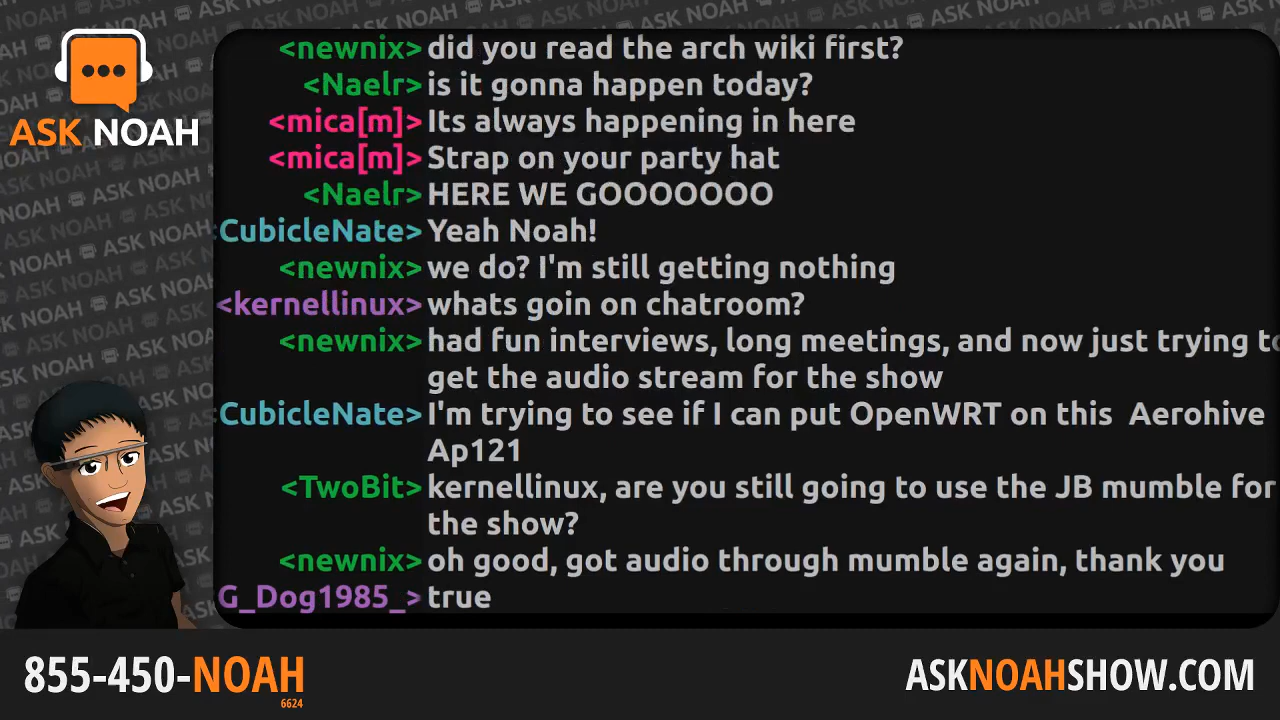 ASK NOAH
<newnix> did you read the arch wiki first?
<Naelr> is it gonna happen today?
<mica[m]> Its always happening in here
<mica[m]> Strap on your party hat
<Naelr> HERE WE GOOOOOOO
CubicleNate> Yeah Noah!
<newnix> we do? I'm still getting nothing
<kernellinux> whats goin on chatroom?
<newnix> had fun interviews, long meetings, and now just trying to
get the audio stream for the show
CubicleNate> I'm trying to see if I can put OpenWRT on this  Aerohive
Ap121
<TwoBit> kernellinux, are you still going to use the JB mumble for
the show?
<newnix> oh good, got audio through mumble again, thank you
G_Dog1985_> true
855-450-NOAH
6624
ASKNOAHSHOW.COM